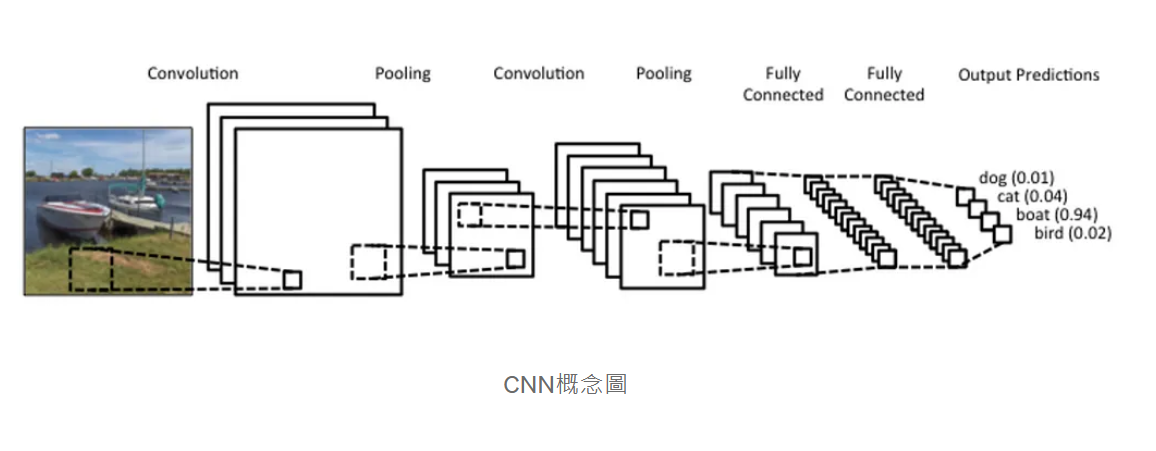 Convolution
Pooling
Convolution
Pooling
Fully
Connected
Fully
Connected
Output Predictions
dog (0.01)
cat (0.04)
boat (0.94)
bird (0.02)
CNN概念圖